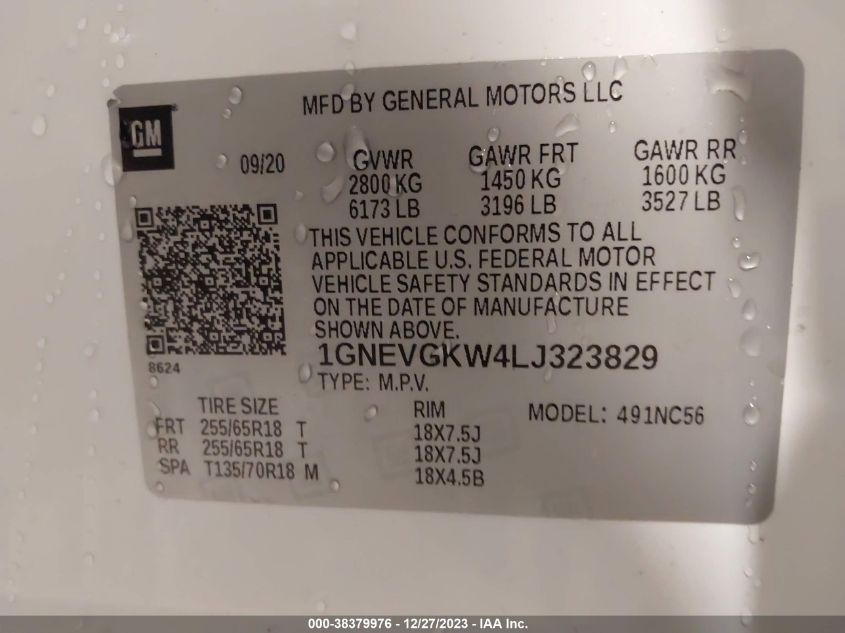 MFD BY GENERAL MOTORS LLC
GM
09/20 GVWR GAWR FRT GAWR RR
2800 KG 1450 KG 1600 KG
6173 LB 3196 LB 3527 LB
THIS VEHICLE CONFORMS TO ALL
APPLICABLE U.S. FEDERAL MOTOR
VEHICLE SAFETY STANDARDS IN EFFECT
ON THE DATE OF MANUFACTURE
SHOWN ABOVE.
1GNEVGKW4LJ323829
8624
TYPE: M.P.V.
TIRE SIZE RIM MODEL: 491NC56
FRT 255/65R18 T 18X7.5J
RR 255/65R18 T 18X7.5J
SPA T135/70R18 M 18X4.5B
000-38379976 - 12/27/2023 - IAA Inc.